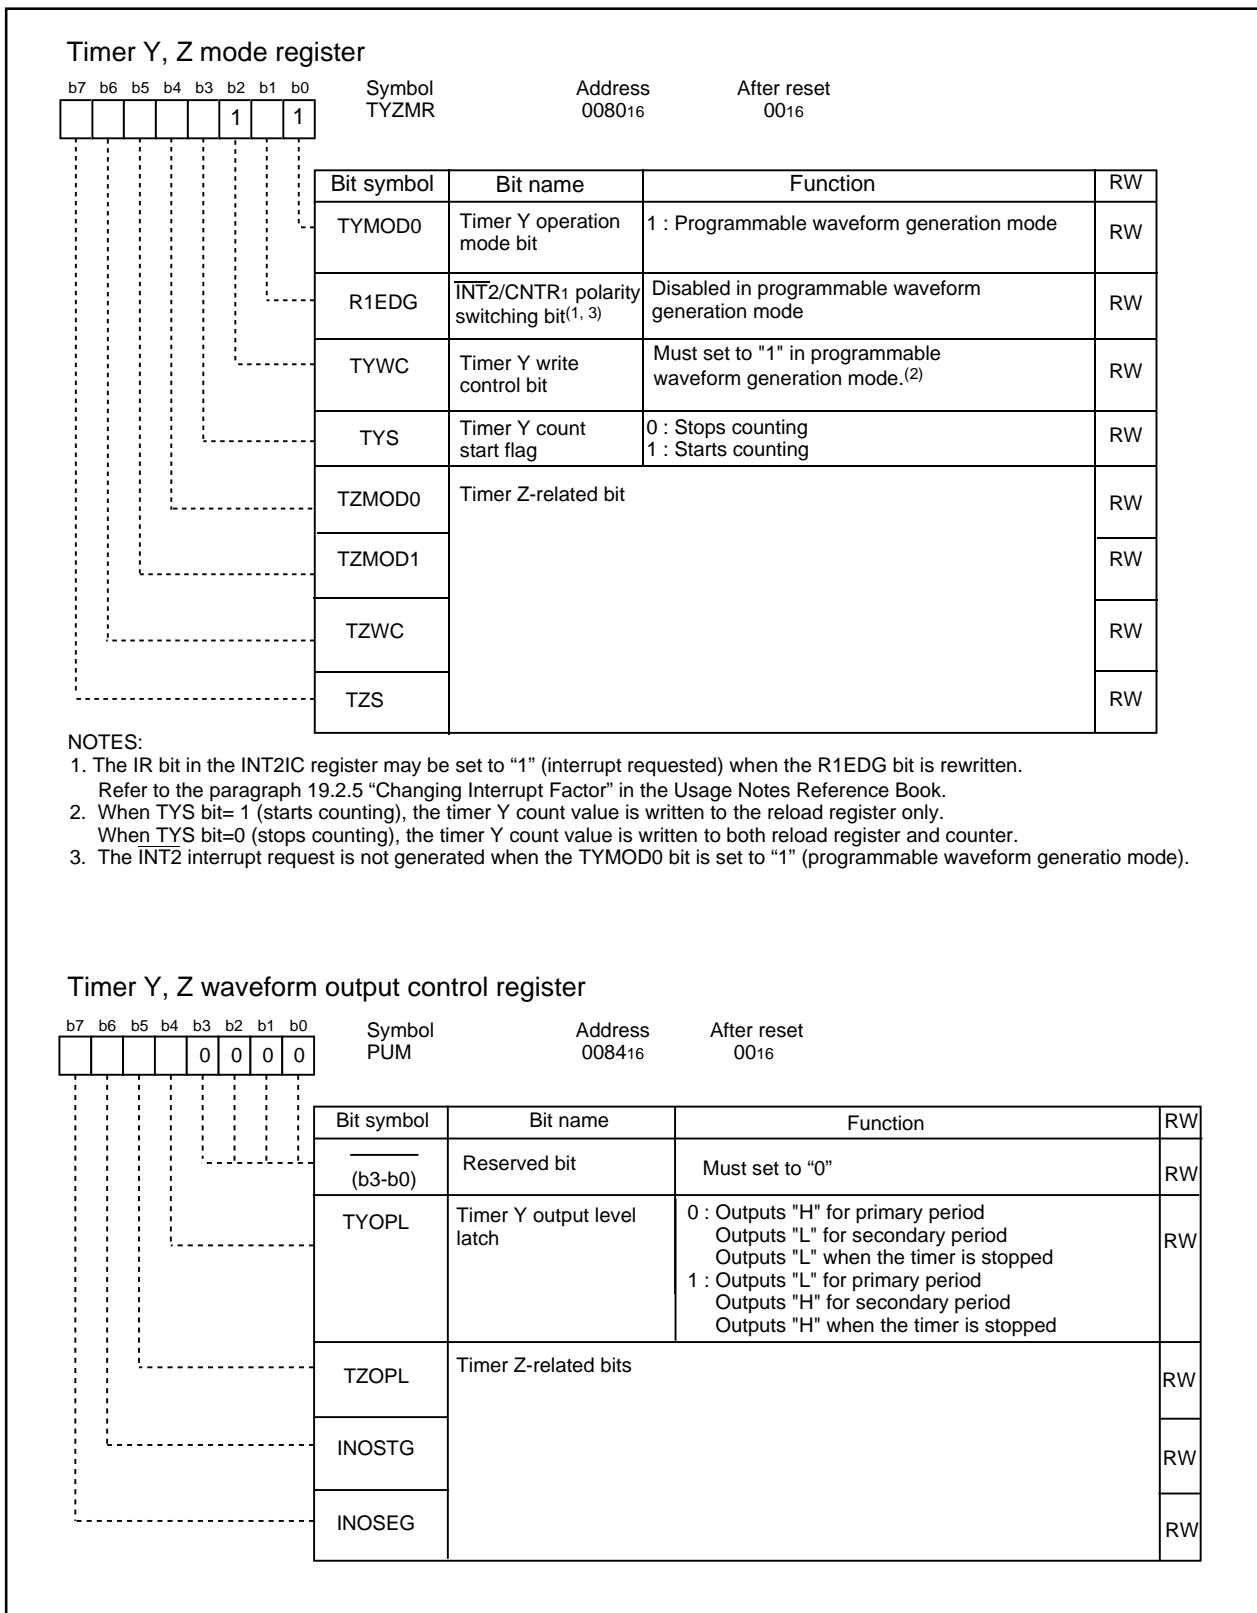 Timer Y, Z mode register
b7 b6 b5 b4 b3 b2 b1 b0
Symbol Address After reset
1 1
TYZMR 008016 0016
Bit symbol Bit name Function RW
TYMOD0 Timer Y operation mode bit 1 : Programmable waveform generation mode RW
R1EDG INT2/CNTR1 polarity switching bit(1, 3) Disabled in programmable waveform generation mode RW
TYWC Timer Y write control bit Must set to "1" in programmable waveform generation mode.(2) RW
TYS Timer Y count start flag 0 : Stops counting
1 : Starts counting RW
TZMOD0 Timer Z-related bit RW
TZMOD1 RW
TZWC RW
TZS RW
NOTES:
1. The IR bit in the INT2IC register may be set to “1” (interrupt requested) when the R1EDG bit is rewritten.
Refer to the paragraph 19.2.5 “Changing Interrupt Factor” in the Usage Notes Reference Book.
2. When TYS bit= 1 (starts counting), the timer Y count value is written to the reload register only.
When TYS bit=0 (stops counting), the timer Y count value is written to both reload register and counter.
3. The INT2 interrupt request is not generated when the TYMOD0 bit is set to “1” (programmable waveform generatio mode).
Timer Y, Z waveform output control register
b7 b6 b5 b4 b3 b2 b1 b0
Symbol Address After reset
0 0 0 0
PUM 008416 0016
Bit symbol Bit name Function RW
(b3-b0) Reserved bit Must set to “0” RW
TYOPL Timer Y output level latch 0 : Outputs "H" for primary period
Outputs "L" for secondary period
Outputs "L" when the timer is stopped
1 : Outputs "L" for primary period
Outputs "H" for secondary period
Outputs "H" when the timer is stopped RW
TZOPL Timer Z-related bits RW
INOSTG RW
INOSEG RW